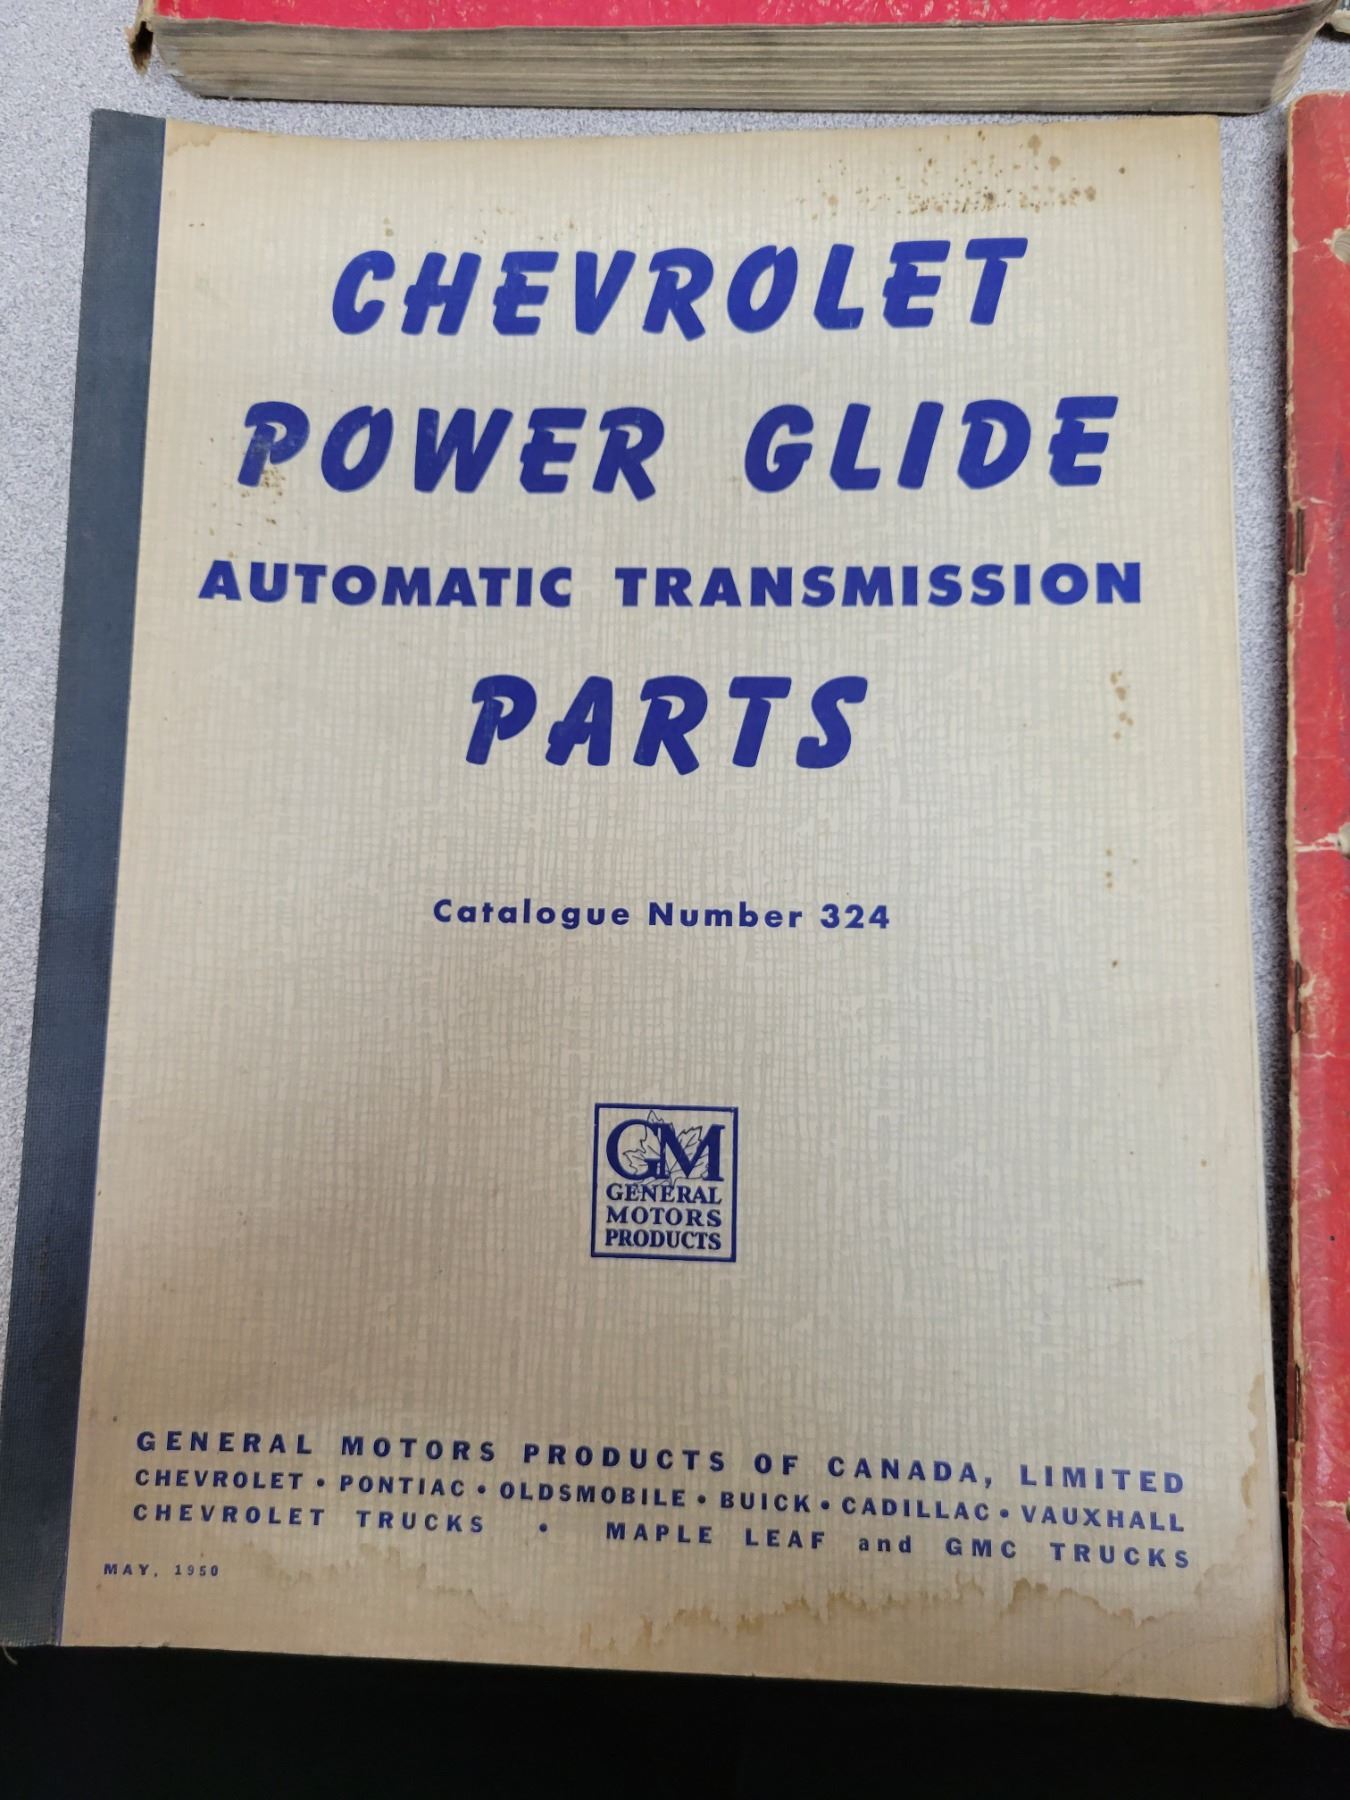 CHEVROLET
POWER GLIDE
AUTOMATIC TRANSMISSION
PARTS
Catalogue Number 324
GM
GENERAL
MOTORS
PRODUCTS
GENERAL MOTORS PRODUCTS OF CANADA, LIMITED
CHEVROLET • PONTIAC • OLDSMOBILE • BUICK • CADILLAC • VAUXHALL
CHEVROLET TRUCKS • MAPLE LEAF and GMC TRUCKS
MAY, 1950